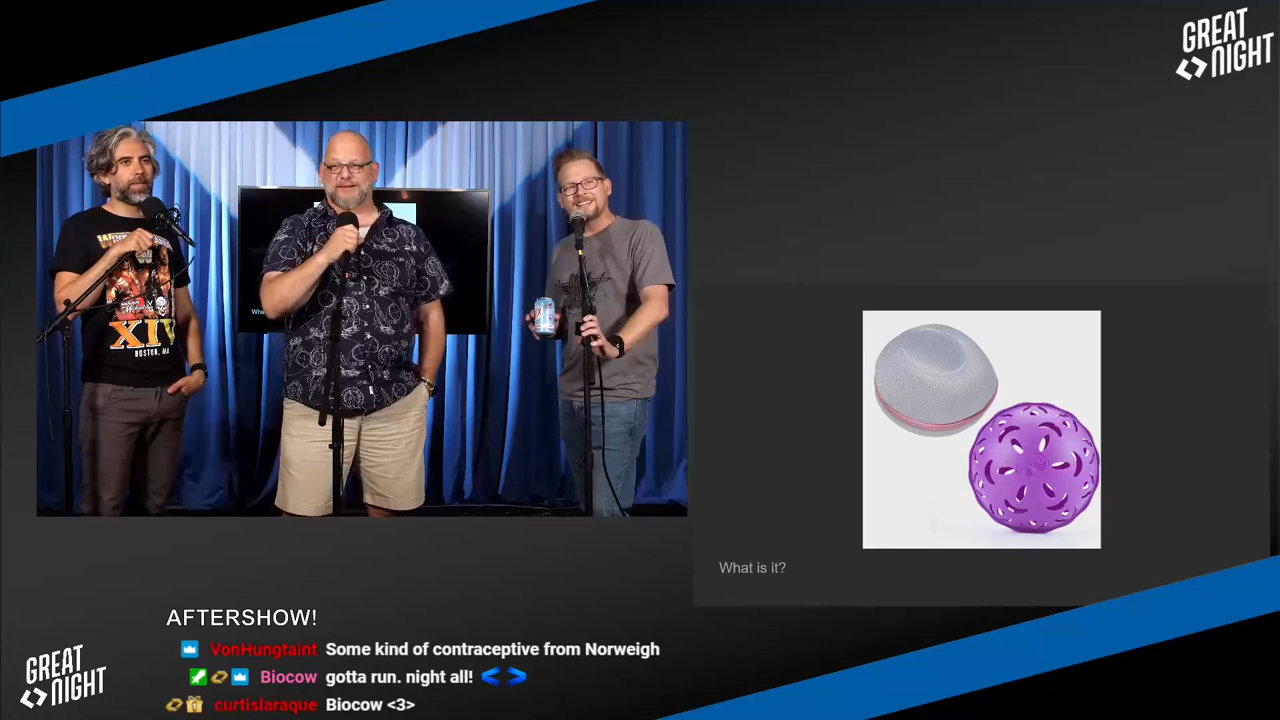 GREAT
NIGHT
XIV
BOSTON, MA
What is it?
AFTERSHOW!
VonHungtaint Some kind of contraceptive from Norweigh
Biocow gotta run. night all!
curtislaraque Biocow <3>
GREAT
NIGHT